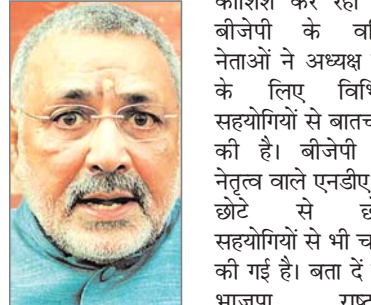 कोशिश कर रही
बीजेपी के
नेताओं ने अध्यक्ष
के लिए
सहयोगियों से
की है। बीजेपी
नेतृत्व वाले एनडीए
छोटे से
सहयोगियों से भी
की गई है। बता दें
भाजपा